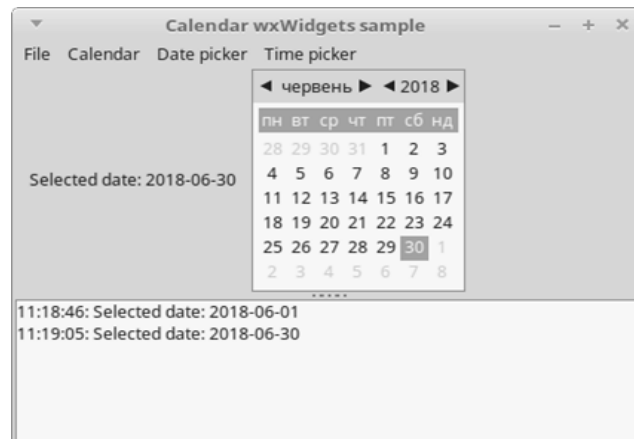 Calendar wxWidgets sample
File Calendar Date picker Time picker
◀ червень ▶ ◀ 2018 ▶
пн вт ср чт пт сб нд
28 29 30 31 1 2 3
4 5 6 7 8 9 10
Selected date: 2018-06-30
11 12 13 14 15 16 17
18 19 20 21 22 23 24
25 26 27 28 29 30 1
2 3 4 5 6 7 8
11:18:46: Selected date: 2018-06-01
11:19:05: Selected date: 2018-06-30